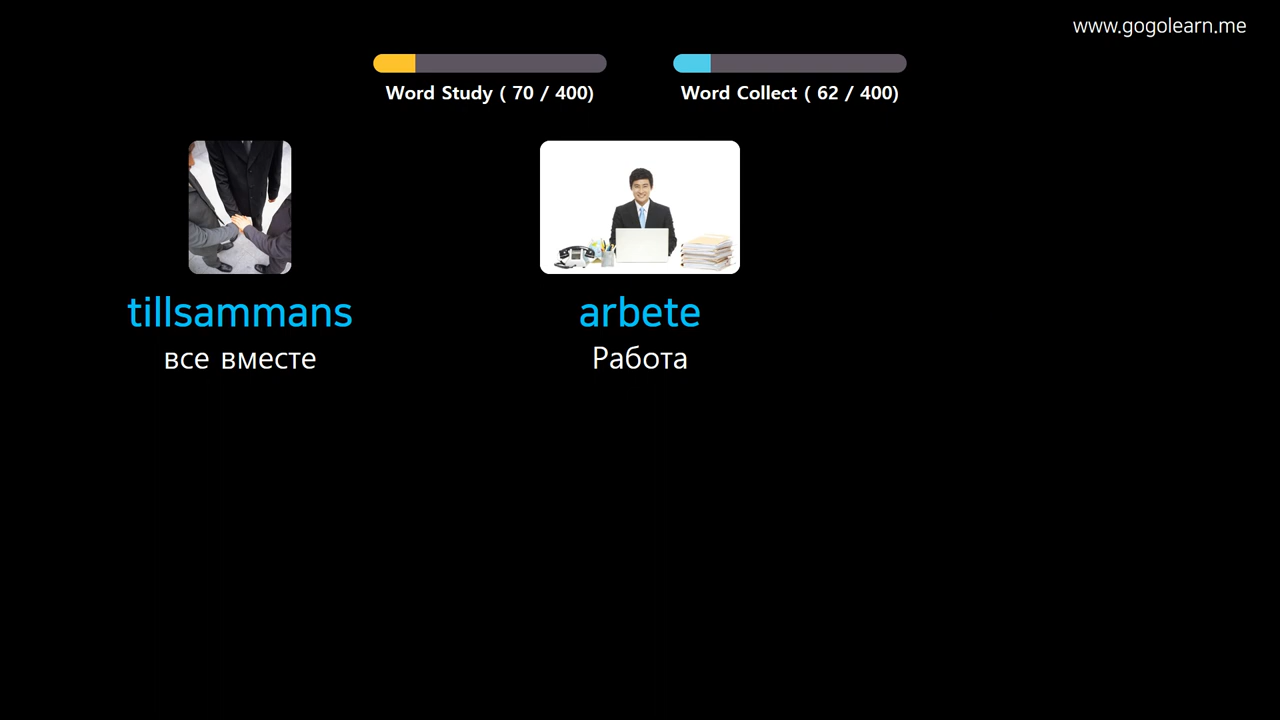 www.gogolearn.me
Word Study ( 70 / 400)
Word Collect ( 62 / 400)
tillsammans
все вместе
arbete
Работа